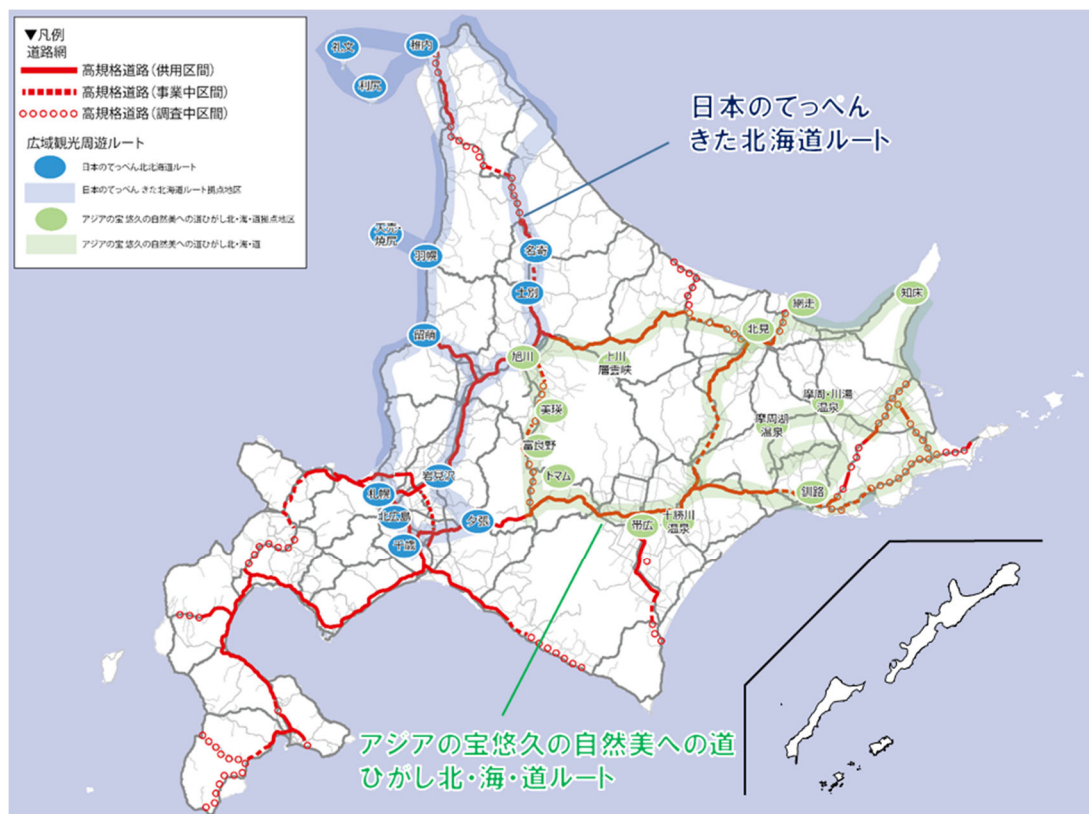 ▼凡例
道路網
高規格道路(供用区間)
高規格道路(事業中区間)
高規格道路(調査中区間)
広域観光周遊ルート
日本のてっぺん北北海道ルート
日本のてっぺん きた北海道ルート拠点地区
アジアの宝 悠久の自然美への道ひがし北・海・道拠点地区
アジアの宝 悠久の自然美への道ひがし北・海・道
礼文
稚内
利尻
日本のてっぺん
きた北海道ルート
天売・
焼尻
羽幌
名寄
士別
留萌
旭川
上川
層雲峡
北見
網走
知床
美瑛
富良野
トマム
摩周・川湯
温泉
摩周湖
温泉
釧路
岩見沢
札幌
北広島
千歳
夕張
帯広
十勝川
温泉
アジアの宝悠久の自然美への道
ひがし北・海・道ルート